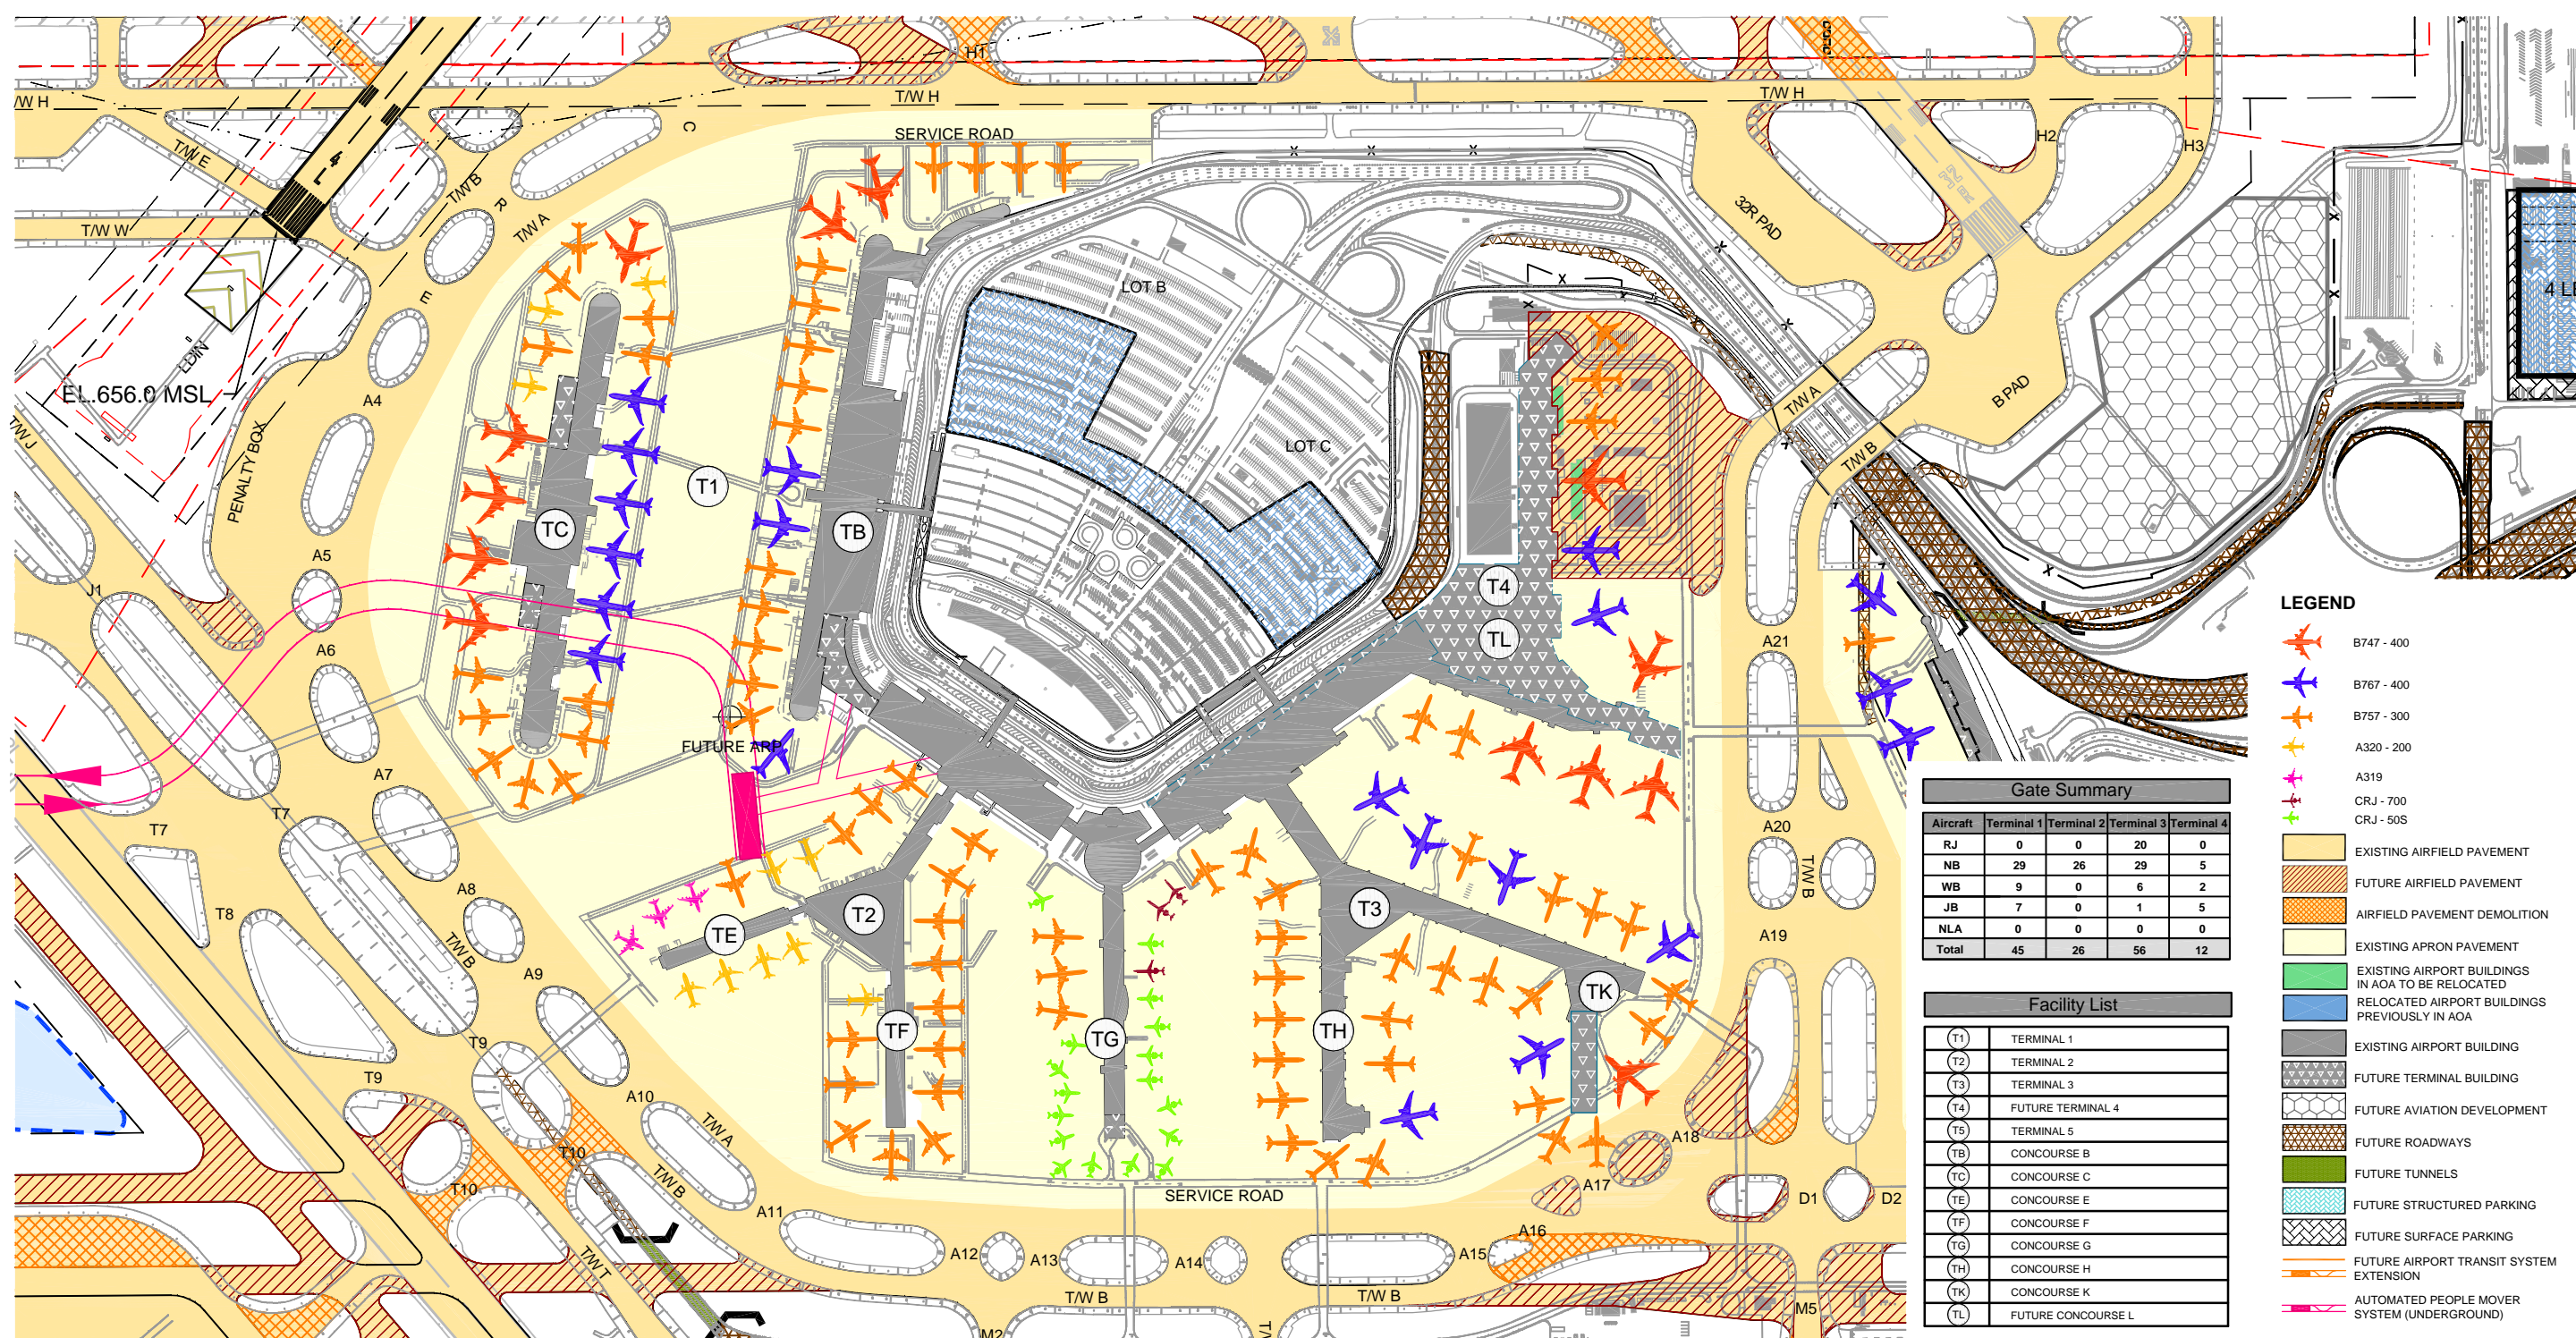 H1
T/W H
T/W H
T/W H
SERVICE ROAD
C
H2
H3
T/W E
4
L
T/W B
R
T/W A
E
T/W W
32R PAD
LOT B
LDIN
EL.656.0 MSL
A4
4 L
T/W J
PENALTY BOX
LOT C
T/W A
B PAD
T/W B
T1
TC
TB
A5
J1
T4
TL
A6
A21
FUTURE ARP
A7
T7
T7
A20
T/W B
A8
T8
T/W B
TE
T2
T3
A19
A9
TK
TF
TG
TH
T9
T9
A10
T/W A
T10
T10
T/W B
A18
A17
SERVICE ROAD
D1
D2
A11
A12
A13
A14
A15
A16
T/W T
T/W B
T/W B
M2
M5
LEGEND
B747 - 400
B767 - 400
B757 - 300
A320 - 200
A319
CRJ - 700
CRJ - 50S
EXISTING AIRFIELD PAVEMENT
FUTURE AIRFIELD PAVEMENT
AIRFIELD PAVEMENT DEMOLITION
EXISTING APRON PAVEMENT
EXISTING AIRPORT BUILDINGS
IN AOA TO BE RELOCATED
RELOCATED AIRPORT BUILDINGS
PREVIOUSLY IN AOA
EXISTING AIRPORT BUILDING
FUTURE TERMINAL BUILDING
FUTURE AVIATION DEVELOPMENT
FUTURE ROADWAYS
FUTURE TUNNELS
FUTURE STRUCTURED PARKING
FUTURE SURFACE PARKING
FUTURE AIRPORT TRANSIT SYSTEM
EXTENSION
AUTOMATED PEOPLE MOVER
SYSTEM (UNDERGROUND)
Gate Summary
Aircraft Terminal 1 Terminal 2 Terminal 3 Terminal 4
RJ 0 0 20 0
NB 29 26 29 5
WB 9 0 6 2
JB 7 0 1 5
NLA 0 0 0 0
Total 45 26 56 12
Facility List
T1 TERMINAL 1
T2 TERMINAL 2
T3 TERMINAL 3
T4 FUTURE TERMINAL 4
T5 TERMINAL 5
TB CONCOURSE B
TC CONCOURSE C
TE CONCOURSE E
TF CONCOURSE F
TG CONCOURSE G
TH CONCOURSE H
TK CONCOURSE K
TL FUTURE CONCOURSE L